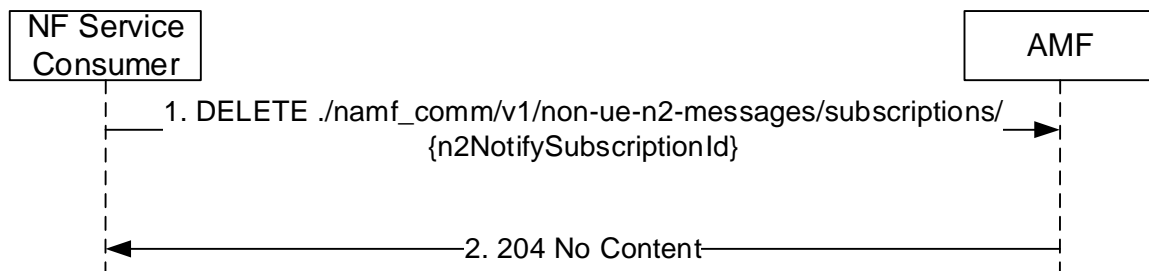 NF Service
Consumer
AMF
1. DELETE ./namf_comm/v1/non-ue-n2-messages/subscriptions/
{n2NotifySubscriptionId}
2. 204 No Content